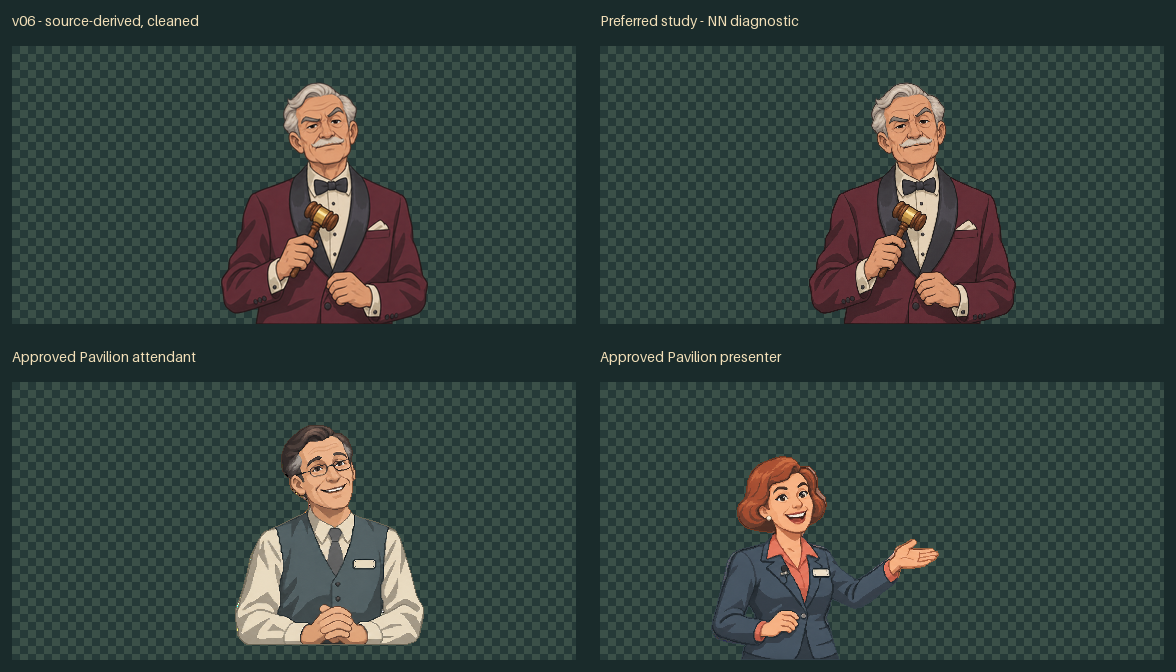 v06 - source-derived, cleaned
Preferred study - NN diagnostic
Approved Pavilion attendant
Approved Pavilion presenter